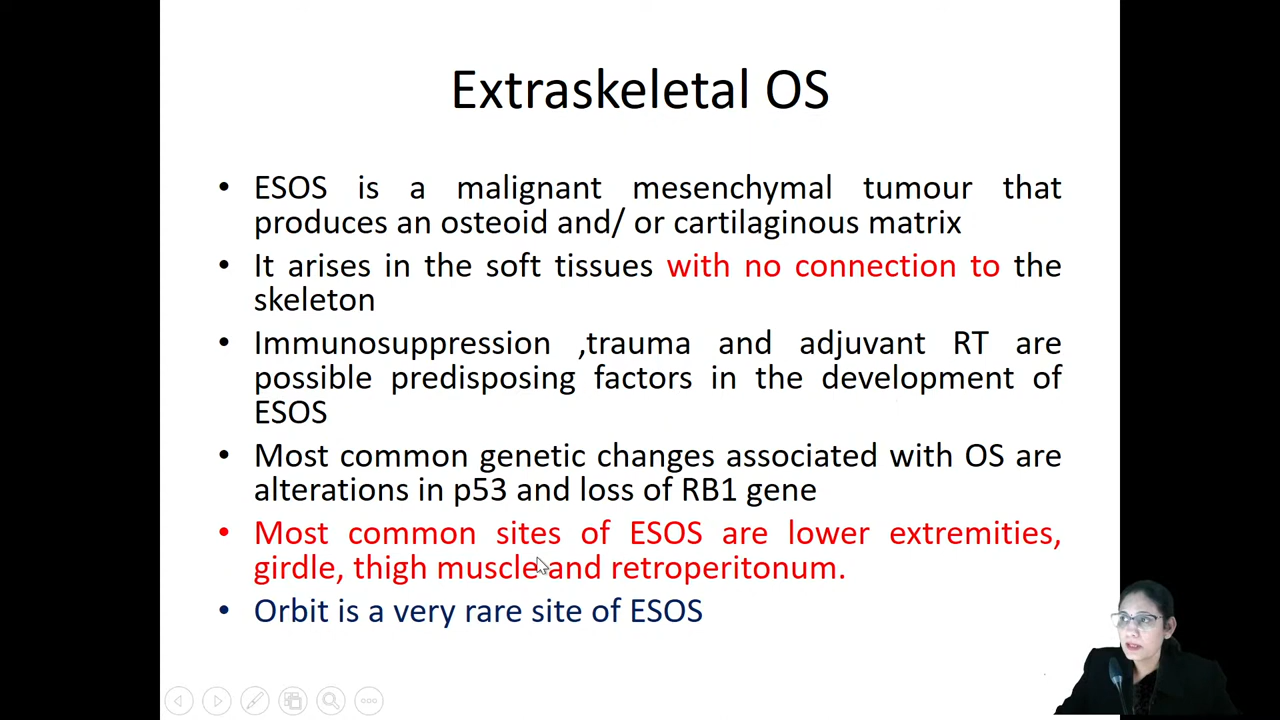 Extraskeletal OS
• ESOS is a malignant mesenchymal tumour that
produces an osteoid and/ or cartilaginous matrix
• It arises in the soft tissues with no connection to the
skeleton
• Immunosuppression ,trauma and adjuvant RT are
possible predisposing factors in the development of
ESOS
• Most common genetic changes associated with OS are
alterations in p53 and loss of RB1 gene
• Most common sites of ESOS are lower extremities,
girdle, thigh muscle and retroperitonum.
• Orbit is a very rare site of ESOS